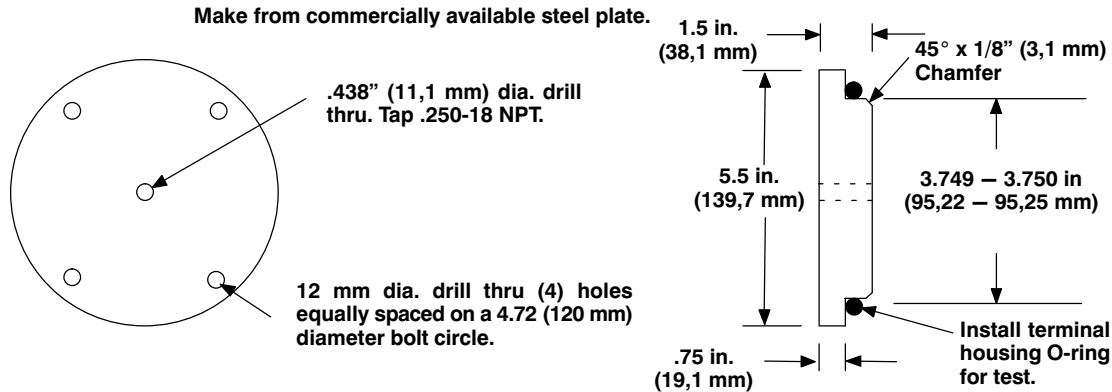 Make from commercially available steel plate.
.438” (11,1 mm) dia. drill
thru. Tap .250-18 NPT.
12 mm dia. drill thru (4) holes
equally spaced on a 4.72 (120 mm)
diameter bolt circle.
1.5 in.
(38,1 mm)
45° x 1/8” (3,1 mm)
Chamfer
5.5 in.
(139,7 mm)
3.749 – 3.750 in
(95,22 – 95,25 mm)
.75 in.
(19,1 mm)
Install terminal
housing O-ring
for test.